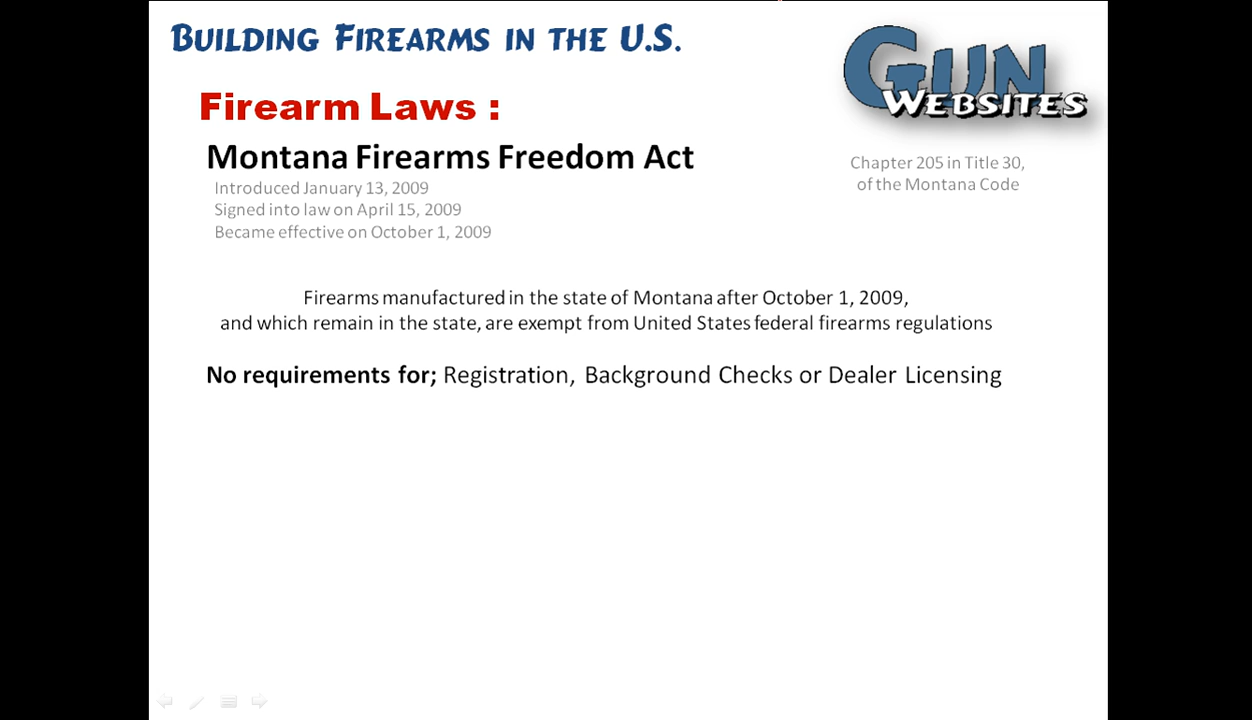 BUILDING FIREARMS IN THE U.S.
GUN
WEBSITES
Firearm Laws :
Montana Firearms Freedom Act
Chapter 205 in Title 30,
of the Montana Code
Introduced January 13, 2009
Signed into law on April 15, 2009
Became effective on October 1, 2009
Firearms manufactured in the state of Montana after October 1, 2009,
and which remain in the state, are exempt from United States federal firearms regulations
No requirements for; Registration, Background Checks or Dealer Licensing